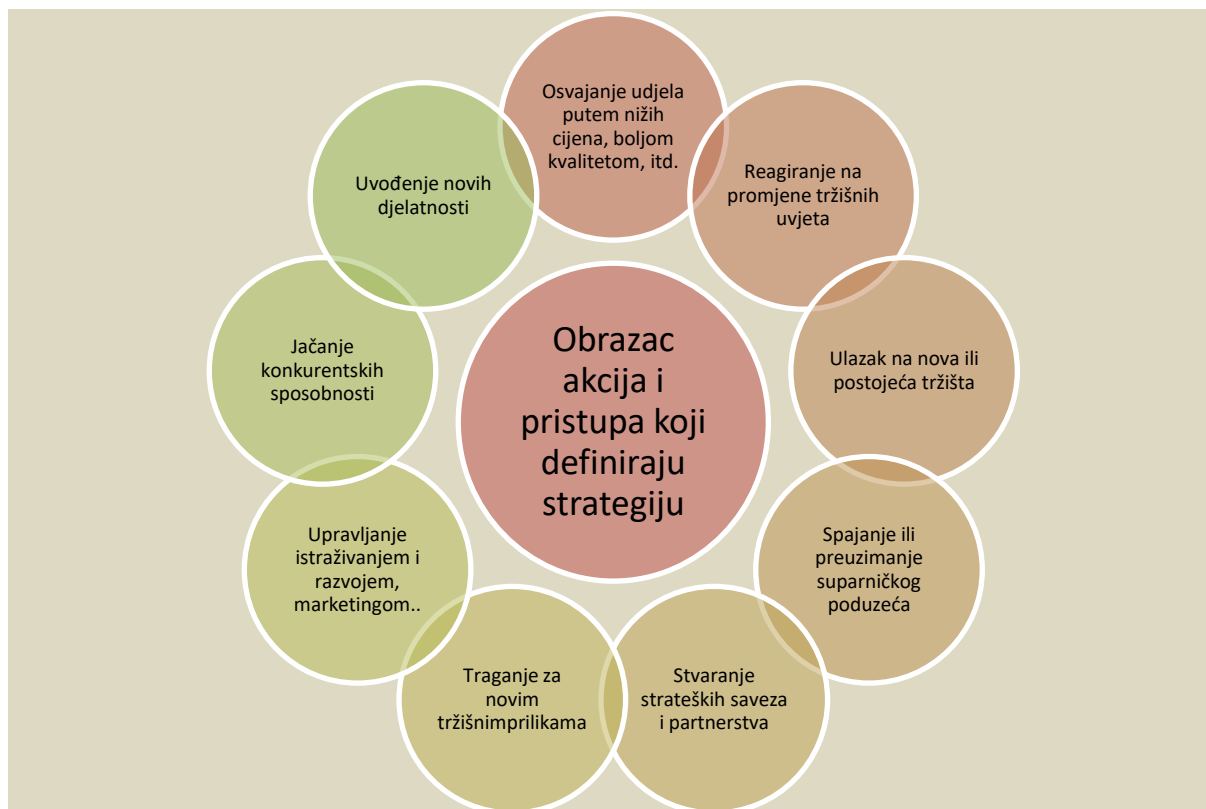 Osvajanje udjela
putem nižih
cijena, boljom
kvalitetom, itd.
Reagiranje na
promjene tržišnih
uvjeta
Ulazak na nova ili
postojeća tržišta
Spajanje ili
preuzimanje
suparničkog
poduzeća
Stvaranje
strateških saveza
i partnerstva
Traganje za
novim
tržišnimprilikama
Upravljanje
istraživanjem i
razvojem,
marketingom..
Jačanje
konkurentskih
sposobnosti
Uvođenje novih
djelatnosti
Obrazac
akcija i
pristupa koji
definiraju
strategiju